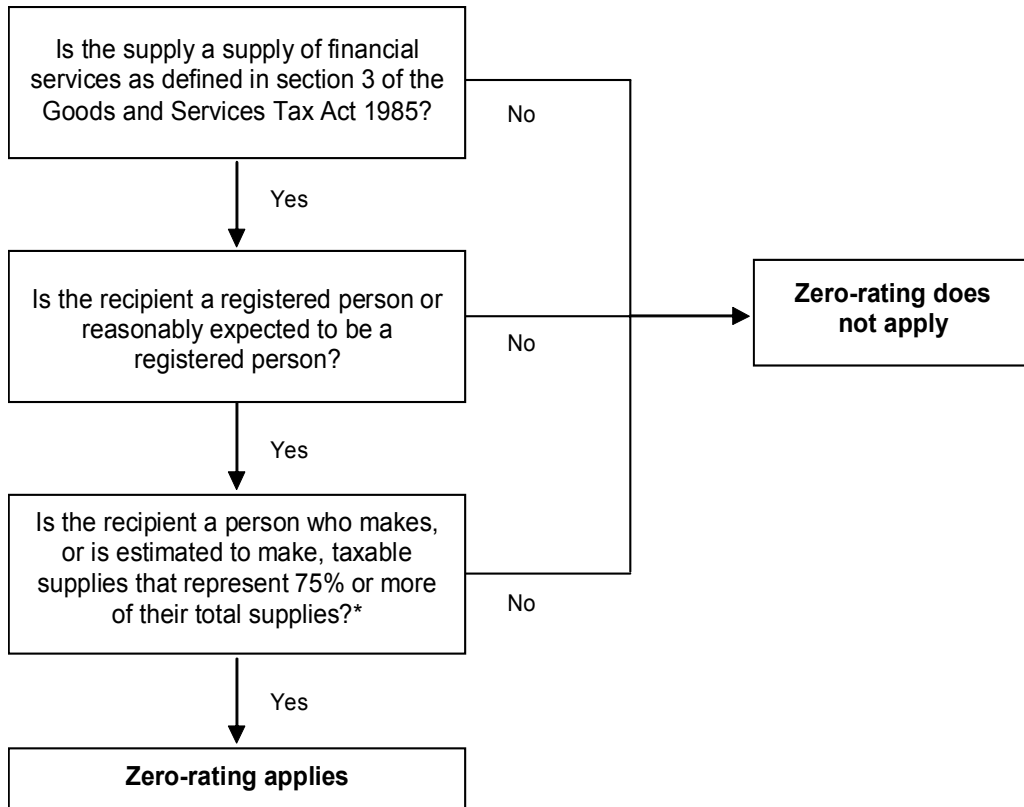 Is the supply a supply of financial
services as defined in section 3 of the
Goods and Services Tax Act 1985?
No
Yes
Is the recipient a registered person or
reasonably expected to be a
registered person?
No
Zero-rating does
not apply
Yes
Is the recipient a person who makes,
or is estimated to make, taxable
supplies that represent 75% or more
of their total supplies?*
No
Yes
Zero-rating applies